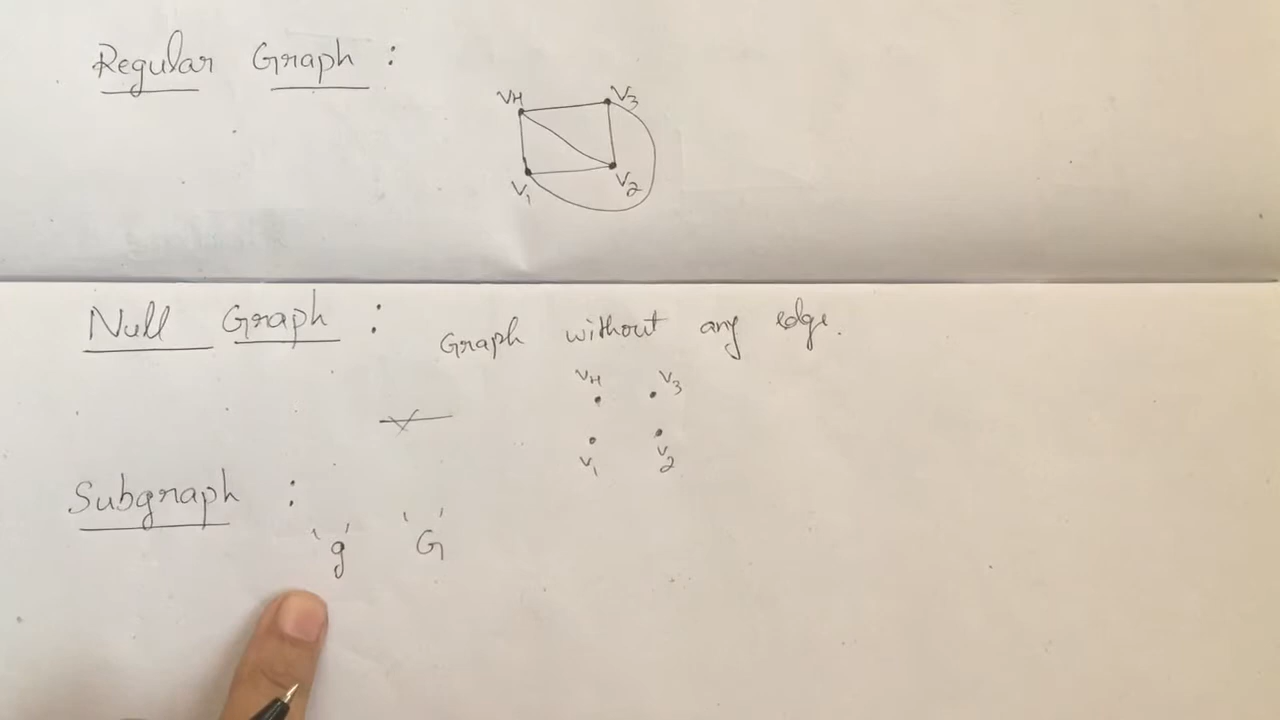 Regular Graph :
V4 V3
V1 V2
Null Graph : Graph without any edge.
V4 V3
V1 V2
Subgraph :
'g' 'G'